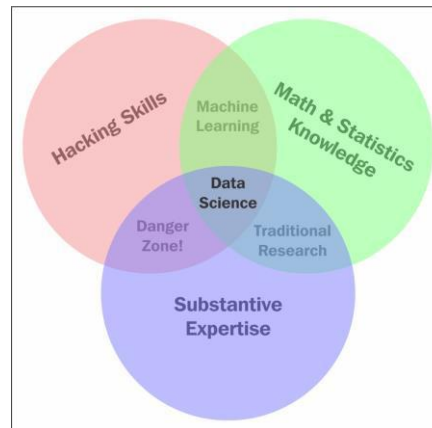 Hacking Skills
Machine
Learning
Math & Statistics
Knowledge
Data
Science
Danger
Zone!
Traditional
Research
Substantive
Expertise